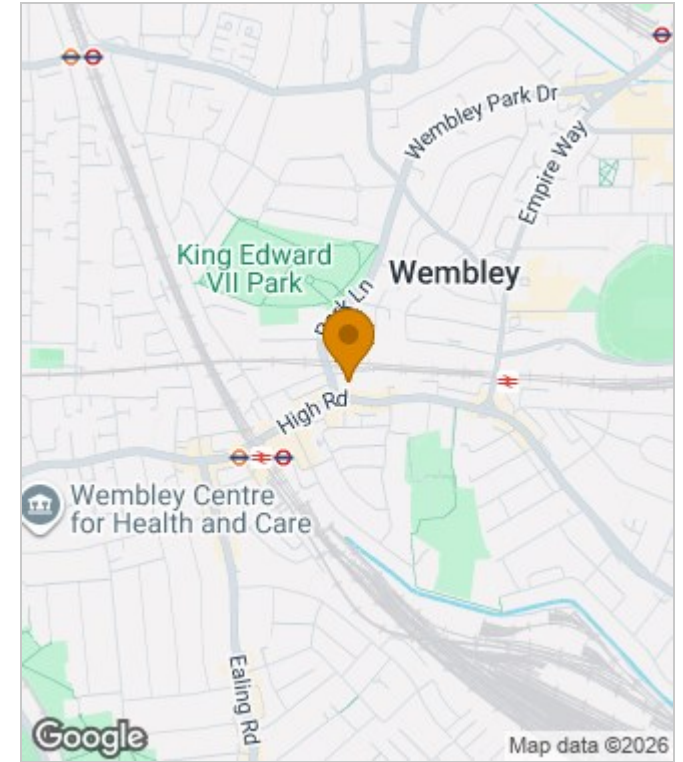 Wembley Park Dr
Empire Way
King Edward
VII Park
Wembley
Park Ln
High Rd
Wembley Centre
for Health and Care
Ealing Rd
Google
Map data ©2026